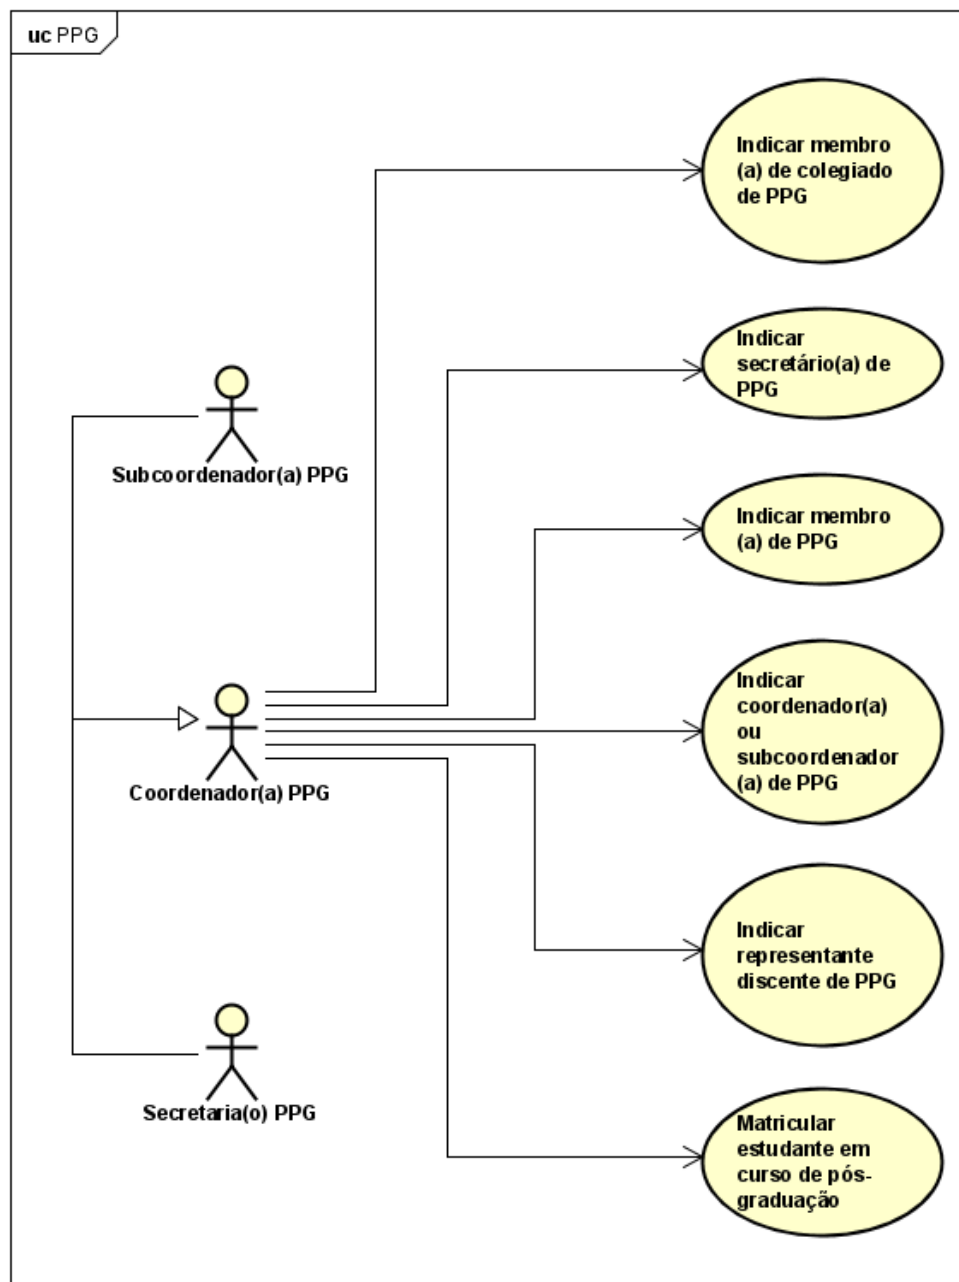 uc PPG
Indicar membro
(a) de colegiado
de PPG
Indicar
secretário(a) de
PPG
Subcoordenador(a) PPG
Indicar membro
(a) de PPG
Indicar
coordenador(a)
ou
subcoordenador
(a) de PPG
Coordenador(a) PPG
Indicar
representante
discente de PPG
Secretaria(o) PPG
Matricular
estudante em
curso de pós-
graduação